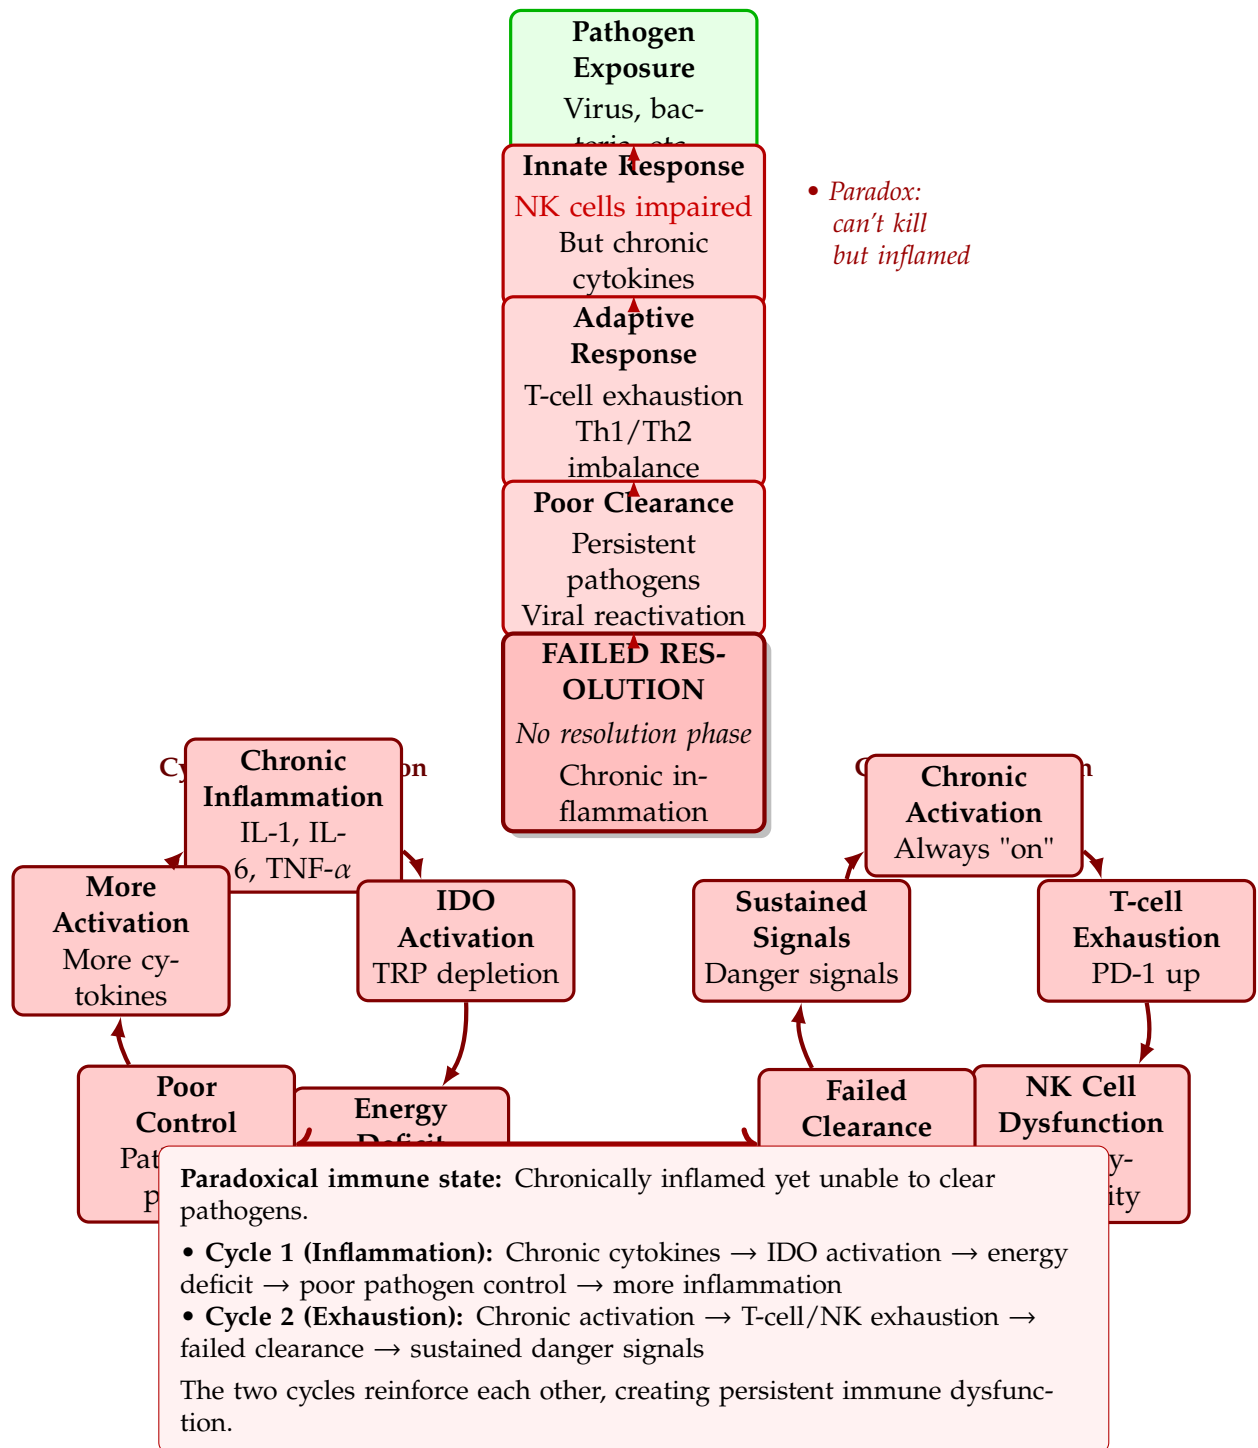 Pathogen
Exposure
Virus, bac-
Innate Response
NK cells impaired
But chronic
cytokines
• Paradox:
can't kill
but inflamed
Adaptive
Response
T-cell exhaustion
Th1/Th2
imbalance
Poor Clearance
Persistent
pathogens
Viral reactivation
FAILED RES-
OLUTION
No resolution phase
Chronic in-
flammation
Chronic
Inflammation
IL-1, IL-
6, TNF-α
More
Activation
More cy-
tokines
IDO
Activation
TRP depletion
Poor
Control
Energy
Chronic
Activation
Always "on"
Sustained
Signals
Danger signals
T-cell
Exhaustion
PD-1 up
Failed
Clearance
NK Cell
Dysfunction
Paradoxical immune state: Chronically inflamed yet unable to clear
pathogens.
• Cycle 1 (Inflammation): Chronic cytokines → IDO activation → energy
deficit → poor pathogen control → more inflammation
• Cycle 2 (Exhaustion): Chronic activation → T-cell/NK exhaustion →
failed clearance → sustained danger signals
The two cycles reinforce each other, creating persistent immune dysfunc-
tion.